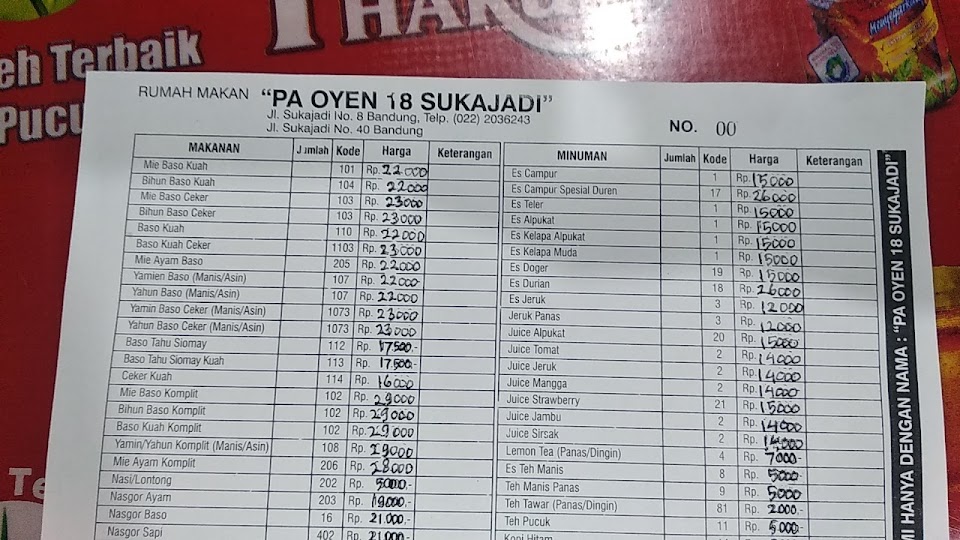 eh Terbaik
Pucu
RUMAH MAKAN "PA OYEN 18 SUKAJADI"
Jl. Sukajadi No. 8 Bandung, Telp. (022) 2036243
Jl. Sukajadi No. 40 Bandung
NO. 00
MAKANAN Jumlah Kode Harga Keterangan
Mie Baso Kuah 101 Rp. 22000
Bihun Baso Kuah 104 Rp. 22000
Mie Baso Ceker 103 Rp. 23000
Bihun Baso Ceker 103 Rp. 23000
Baso Kuah 110 Rp. 22000
Baso Kuah Ceker 1103 Rp. 23000
Mie Ayam Baso 205 Rp. 22000
Yamien Baso (Manis/Asin) 107 Rp. 22000-
Yahun Baso (Manis/Asin) 107 Rp. 22000
Yamin Baso Ceker (Manis/Asin) 1073 Rp. 23000
Yahun Baso Ceker (Manis/Asin) 1073 Rp. 23000
Baso Tahu Siomay 112 Rp. 17500.-
Baso Tahu Siomay Kuah 113 Rp. 17500.-
Ceker Kuah 114 Rp. 16000
Mie Baso Komplit 102 Rp. 29000
Bihun Baso Komplit 102 Rp. 29000
Baso Kuah Komplit 102 Rp. 29000
Yamin/Yahun Komplit (Manis/Asin) 108 Rp. 29000
Mie Ayam Komplit 206 Rp. 28000
Nasi/Lontong 202 Rp. 5000.-
Nasgor Ayam 203 Rp. 19000.-
Nasgor Baso 16 Rp. 21.000.-
Nasgor Sapi 402 Rp. 21.000.-
MINUMAN Jumlah Kode Harga Keterangan
Es Campur 1 Rp. 15000
Es Campur Spesial Duren 17 Rp. 26000
Es Teler 1 Rp. 15000
Es Alpukat 1 Rp. 15000
Es Kelapa Alpukat 1 Rp. 15000
Es Kelapa Muda 1 Rp. 15000
Es Doger 19 Rp. 15000
Es Durian 18 Rp. 26000
Es Jeruk 3 Rp. 12000
Jeruk Panas 3 Rp. 12000
Juice Alpukat 20 Rp. 15000
Juice Tomat 2 Rp. 14000
Juice Jeruk 2 Rp. 14000
Juice Mangga 2 Rp. 14000
Juice Strawberry 21 Rp. 15000
Juice Jambu 2 Rp. 14000
Juice Sirsak 2 Rp. 14000
Lemon Tea (Panas/Dingin) 4 Rp. 7000-
Es Teh Manis 8 Rp. 5000-
Teh Manis Panas 9 Rp. 5000
Teh Tawar (Panas/Dingin) 81 Rp. 2000-
Teh Pucuk 11 Rp. 5000-
Kopi Hitam
MI HANYA DENGAN NAMA : "PA OYEN 18 SUKAJADI"
Te